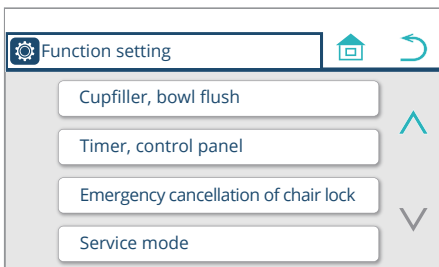 Function setting
Cupfiller, bowl flush
Timer, control panel
Emergency cancellation of chair lock
Service mode